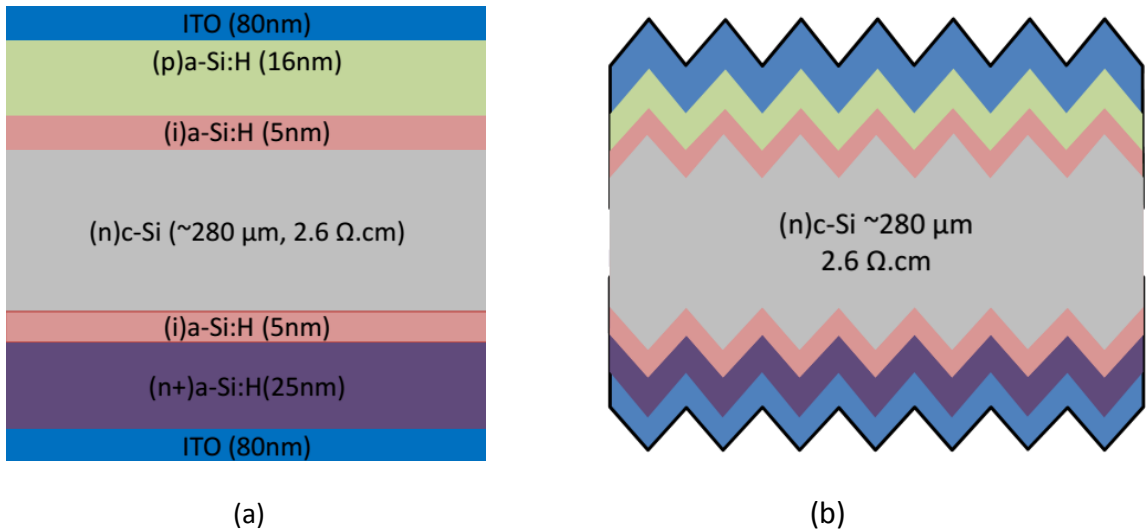 ITO (80nm)
(p)a-Si:H (16nm)
(i)a-Si:H (5nm)
(n)c-Si (~280 µm, 2.6 Ω.cm)
(i)a-Si:H (5nm)
(n+)a-Si:H(25nm)
ITO (80nm)
(a)
(n)c-Si ~280 µm
2.6 Ω.cm
(b)